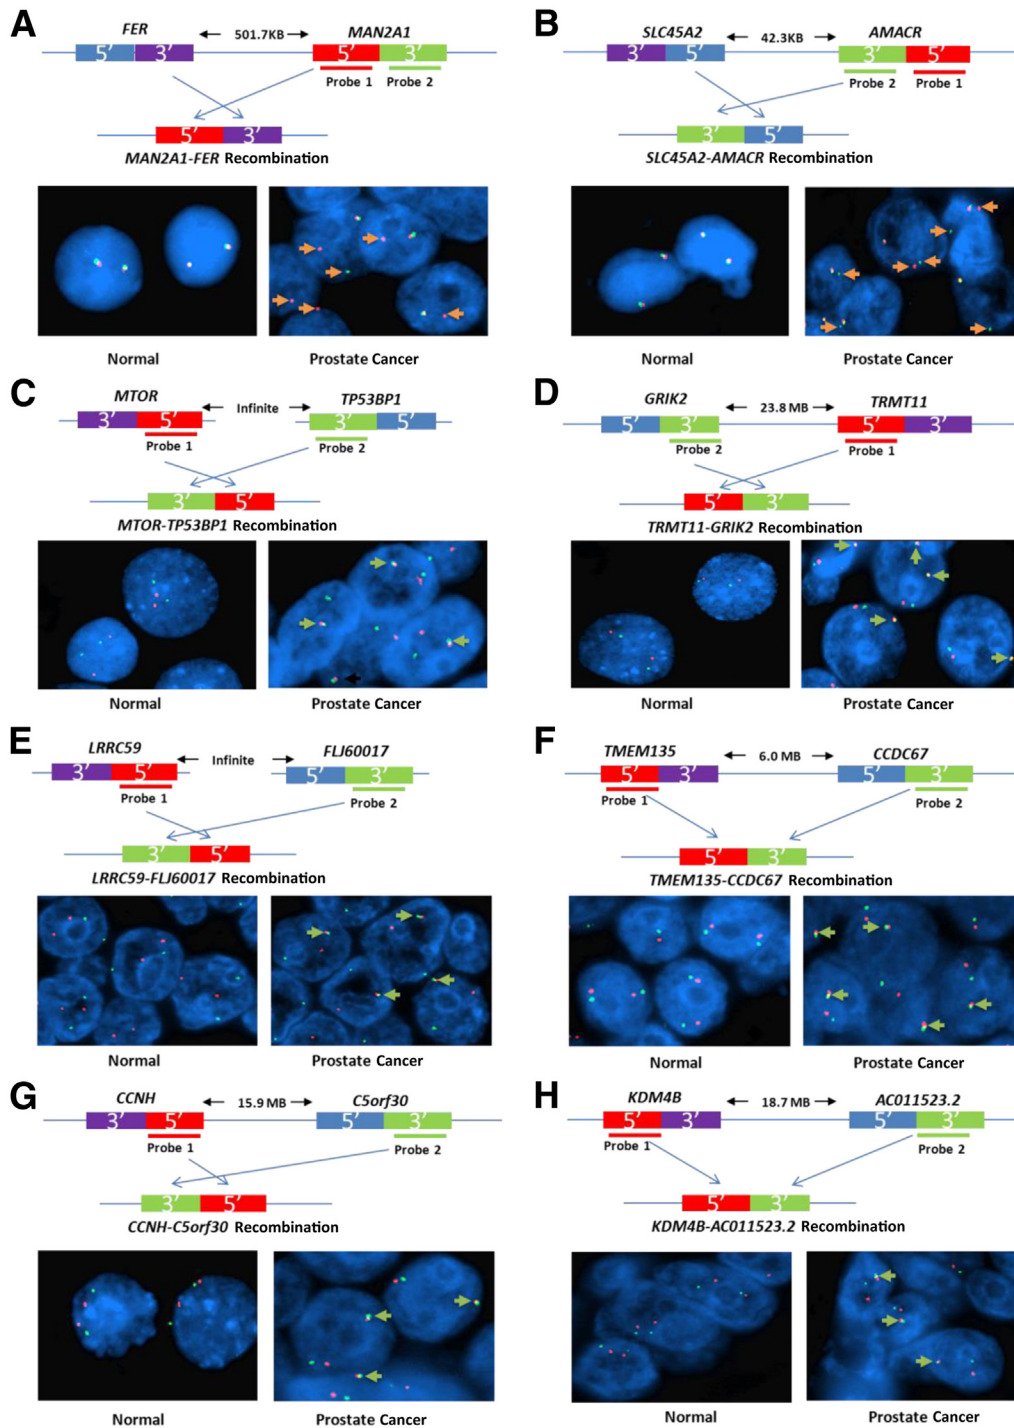 A
FER
501.7KB
MAN2A1
5’ 3’ 5’ 3’
Probe 1 Probe 2
5’ 3’
MAN2A1-FER Recombination
Normal Prostate Cancer
B
SLC45A2
42.3KB
AMACR
3’ 5’ 3’ 5’
Probe 2 Probe 1
3’ 5’
SLC45A2-AMACR Recombination
Normal Prostate Cancer
C
MTOR
Infinite
TP53BP1
3’ 5’ 3’ 5’
Probe 1 Probe 2
3’ 5’
MTOR-TP53BP1 Recombination
Normal Prostate Cancer
D
GRIK2
23.8 MB
TRMT11
5’ 3’ 5’ 3’
Probe 2 Probe 1
5’ 3’
TRMT11-GRIK2 Recombination
Normal Prostate Cancer
E
LRRC59
Infinite
FLJ60017
3’ 5’ 5’ 3’
Probe 1 Probe 2
3’ 5’
LRRC59-FLJ60017 Recombination
Normal Prostate Cancer
F
TMEM135
6.0 MB
CCDC67
5’ 3’ 5’ 3’
Probe 1 Probe 2
5’ 3’
TMEM135-CCDC67 Recombination
Normal Prostate Cancer
G
CCNH
15.9 MB
C5orf30
3’ 5’ 5’ 3’
Probe 1 Probe 2
3’ 5’
CCNH-C5orf30 Recombination
Normal Prostate Cancer
H
KDM4B
18.7 MB
AC011523.2
5’ 3’ 5’ 3’
Probe 1 Probe 2
5’ 3’
KDM4B-AC011523.2 Recombination
Normal Prostate Cancer